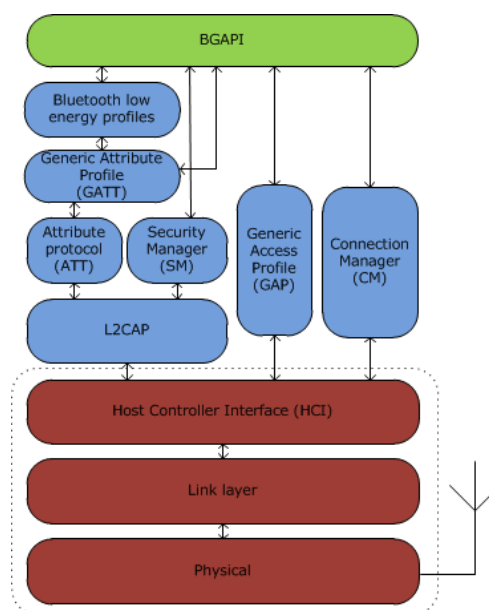 BGAPI
Bluetooth low
energy profiles
Generic Attribute
Profile
(GATT)
Attribute
protocol
(ATT)
Security
Manager
(SM)
Generic
Access
Profile
(GAP)
Connection
Manager
(CM)
L2CAP
Host Controller Interface (HCI)
Link layer
Physical